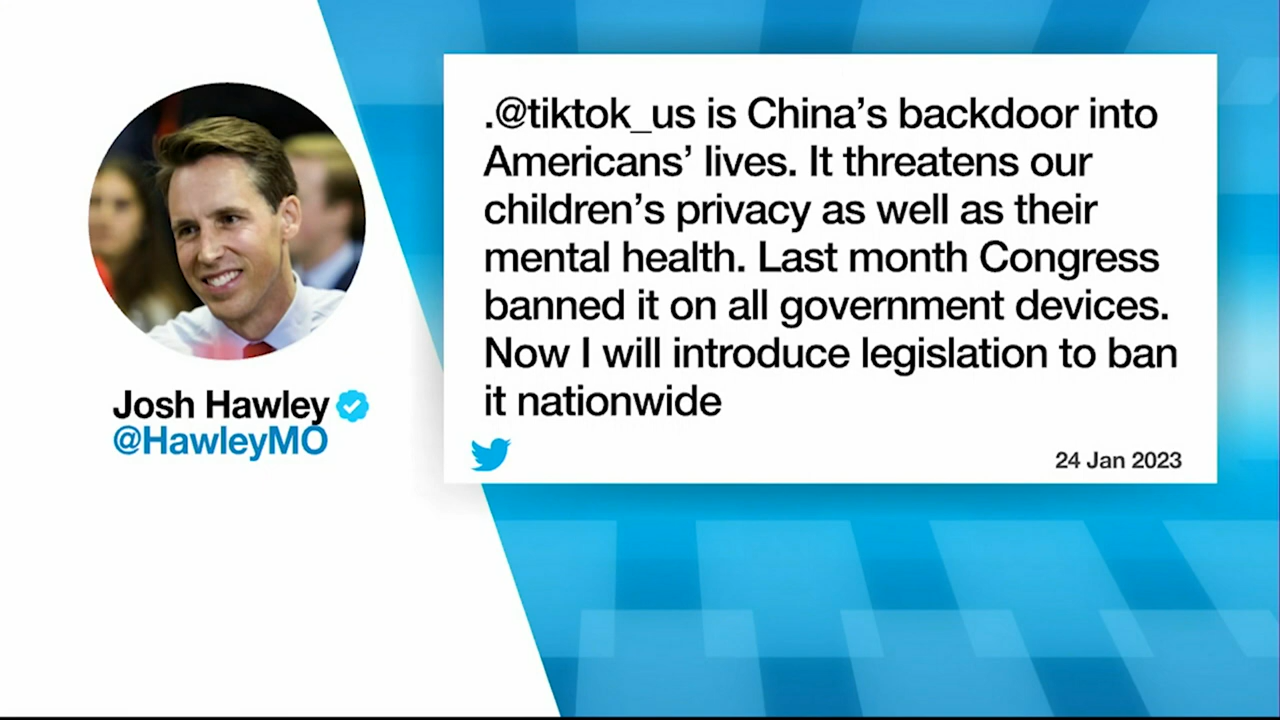 .@tiktok_us is China’s backdoor into
Americans’ lives. It threatens our
children’s privacy as well as their
mental health. Last month Congress
banned it on all government devices.
Now I will introduce legislation to ban
it nationwide
24 Jan 2023
Josh Hawley
@HawleyMO